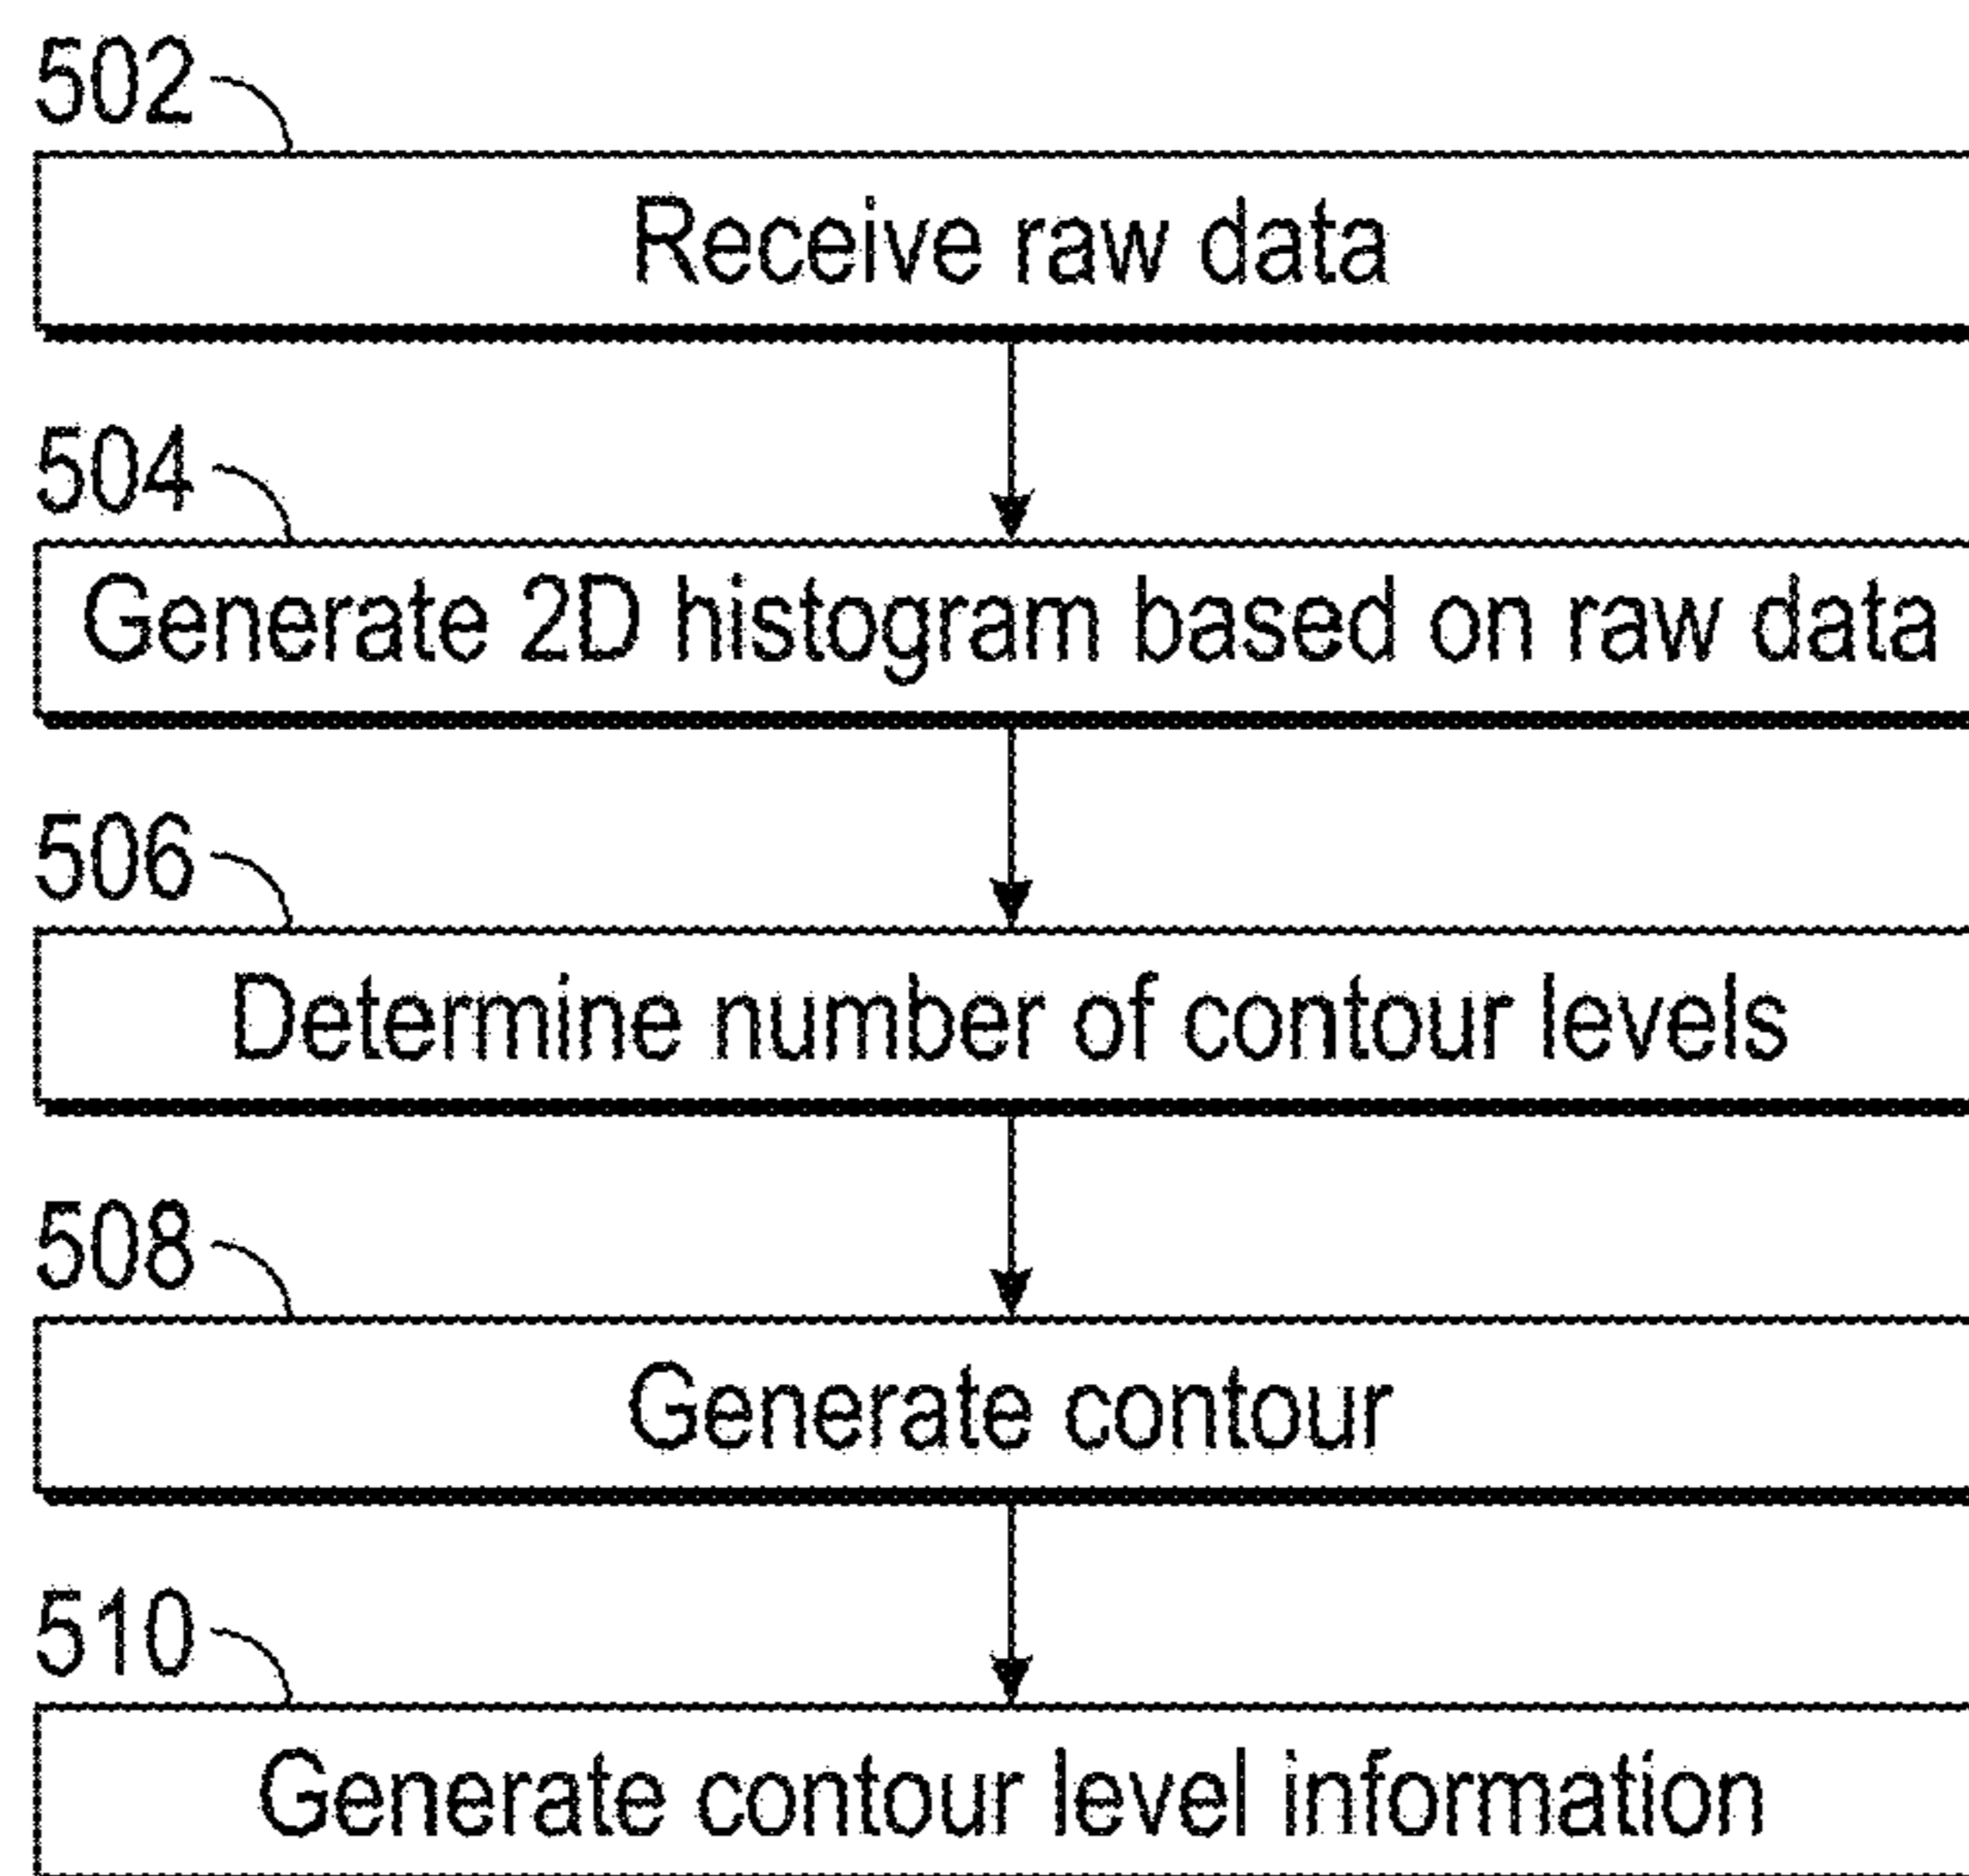 502
Receive raw data
504
Generate 2D histogram based on raw data
506
Determine number of contour levels
508
Generate contour
510
Generate contour level information